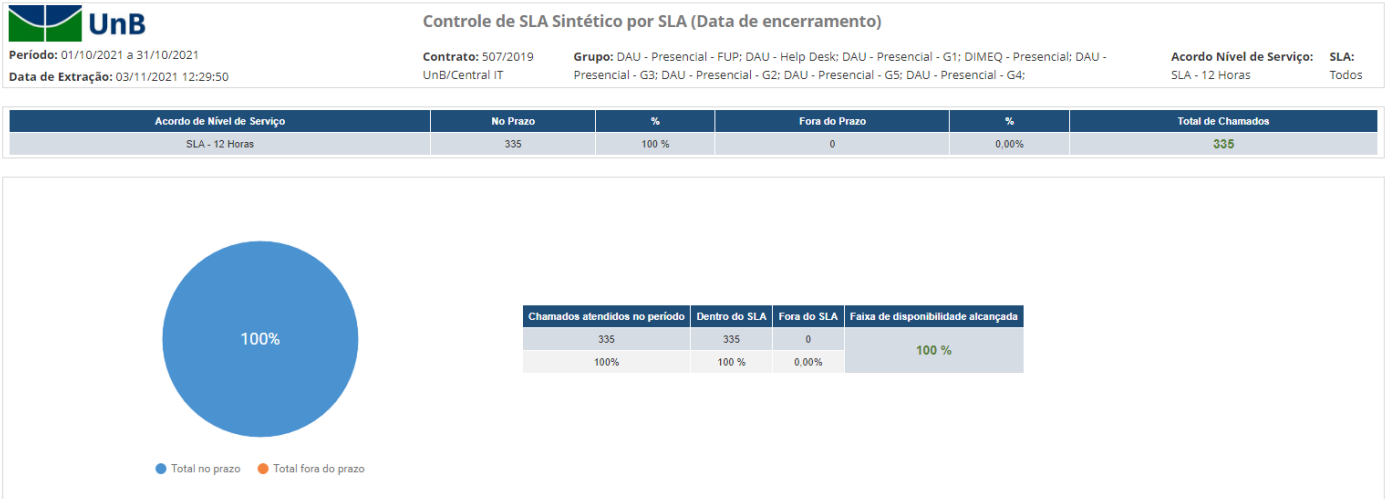 UnB
Controle de SLA Sintético por SLA (Data de encerramento)
Período: 01/10/2021 a 31/10/2021
Data de Extração: 03/11/2021 12:29:50
Contrato: 507/2019
UnB/Central IT
Grupo: DAU - Presencial - FUP; DAU - Help Desk; DAU - Presencial - G1; DIMEQ - Presencial; DAU -
Presencial - G3; DAU - Presencial - G2; DAU - Presencial - G5; DAU - Presencial - G4;
Acordo Nível de Serviço:
SLA - 12 Horas
SLA:
Todos
Acordo de Nível de Serviço No Prazo % Fora do Prazo % Total de Chamados
SLA - 12 Horas 335 100 % 0 0,00% 335
100%
Total no prazo Total fora do prazo
Chamados atendidos no período Dentro do SLA Fora do SLA Faixa de disponibilidade alcançada
335 335 0
100 %
100% 100 % 0,00%